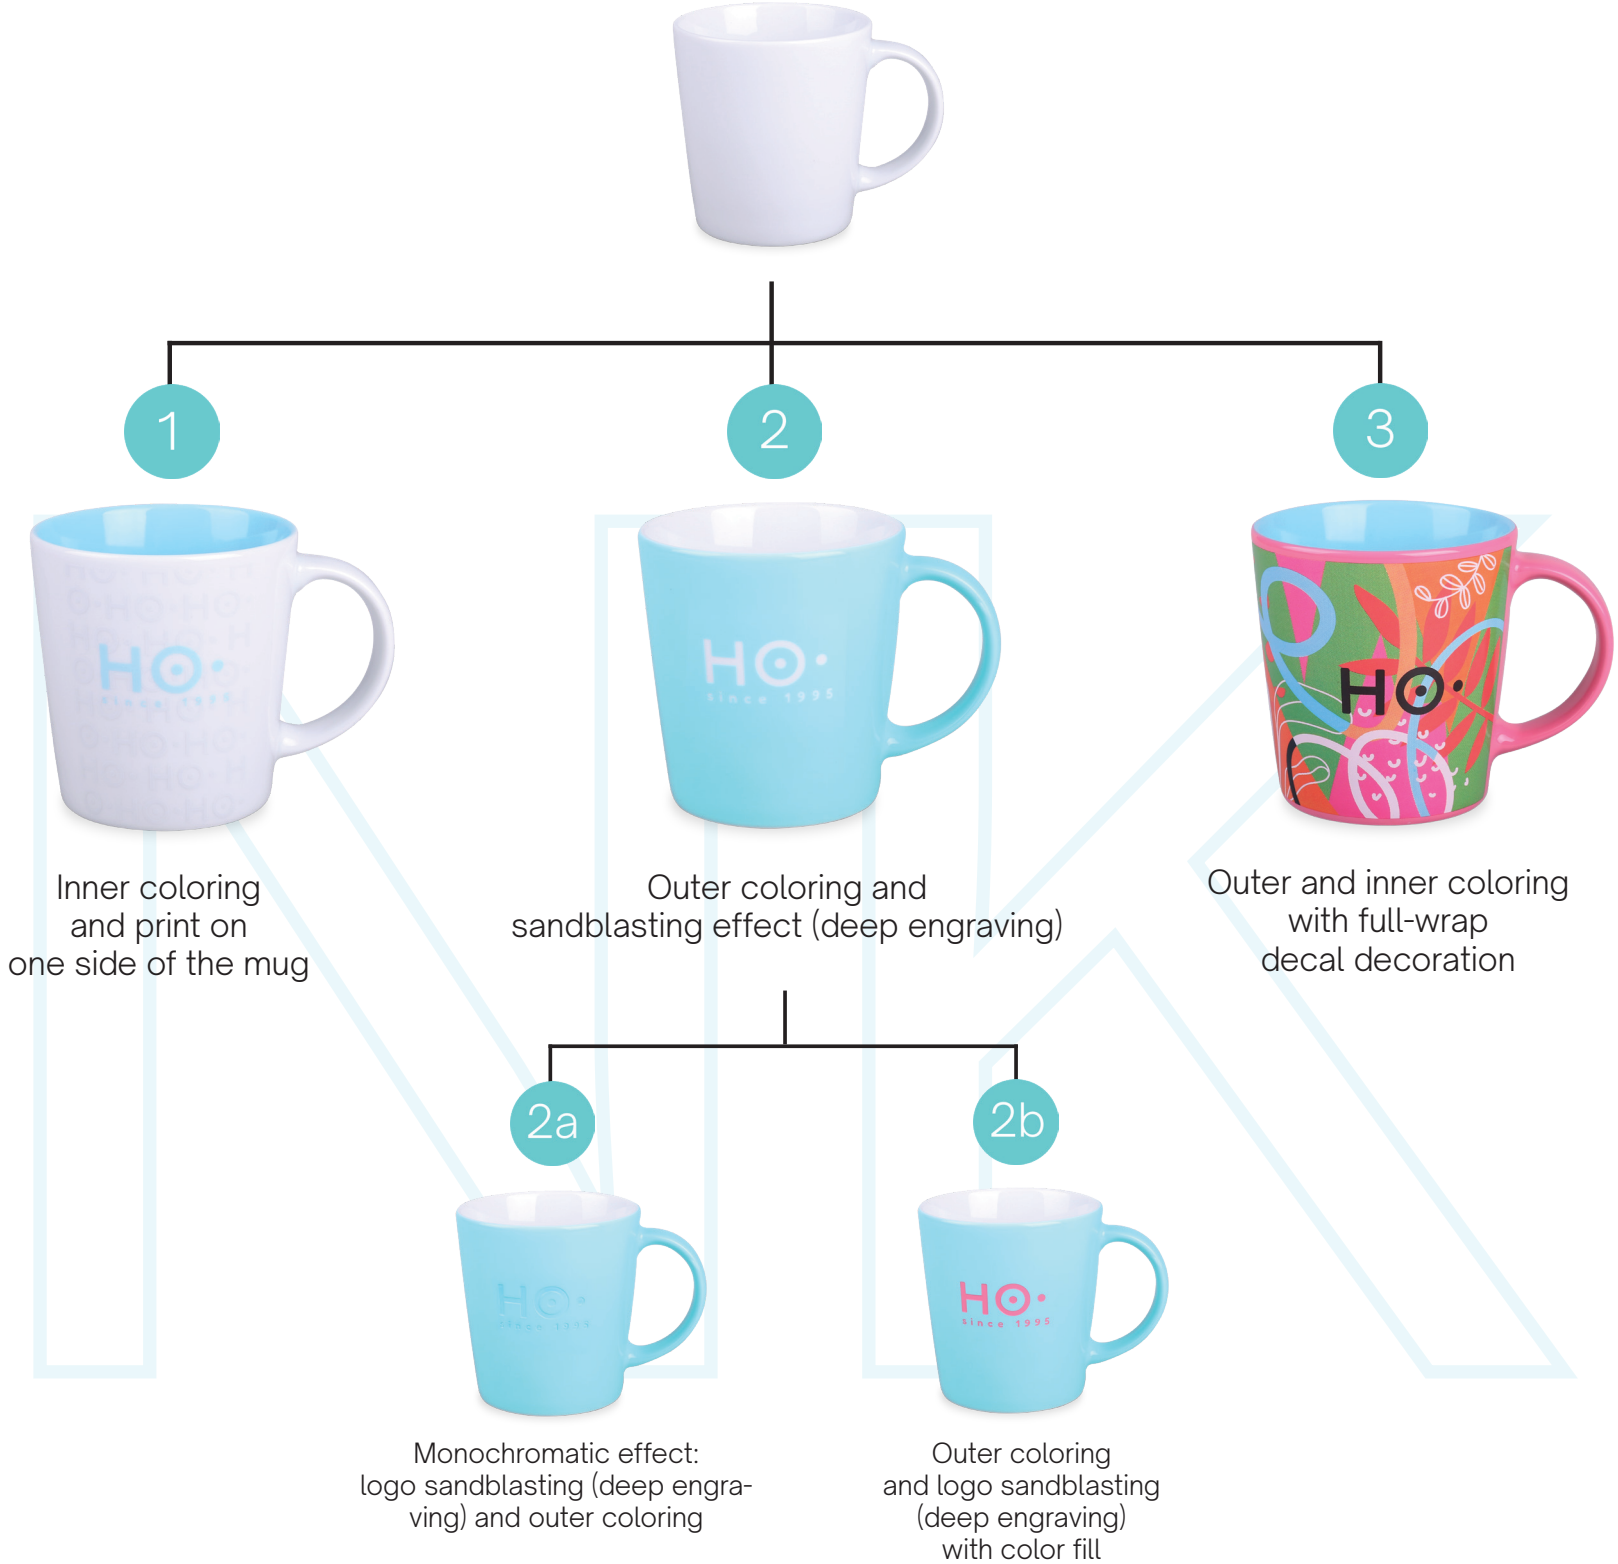 1
2
3
HO.
since 1995
HO.
since 1995
HO.
Inner coloring
and print on
one side of the mug
Outer coloring and
sandblasting effect (deep engraving)
Outer and inner coloring
with full-wrap
decal decoration
2a
2b
HO.
since 1995
HO.
since 1995
Monochromatic effect:
logo sandblasting (deep engra-
ving) and outer coloring
Outer coloring
and logo sandblasting
(deep engraving)
with color fill